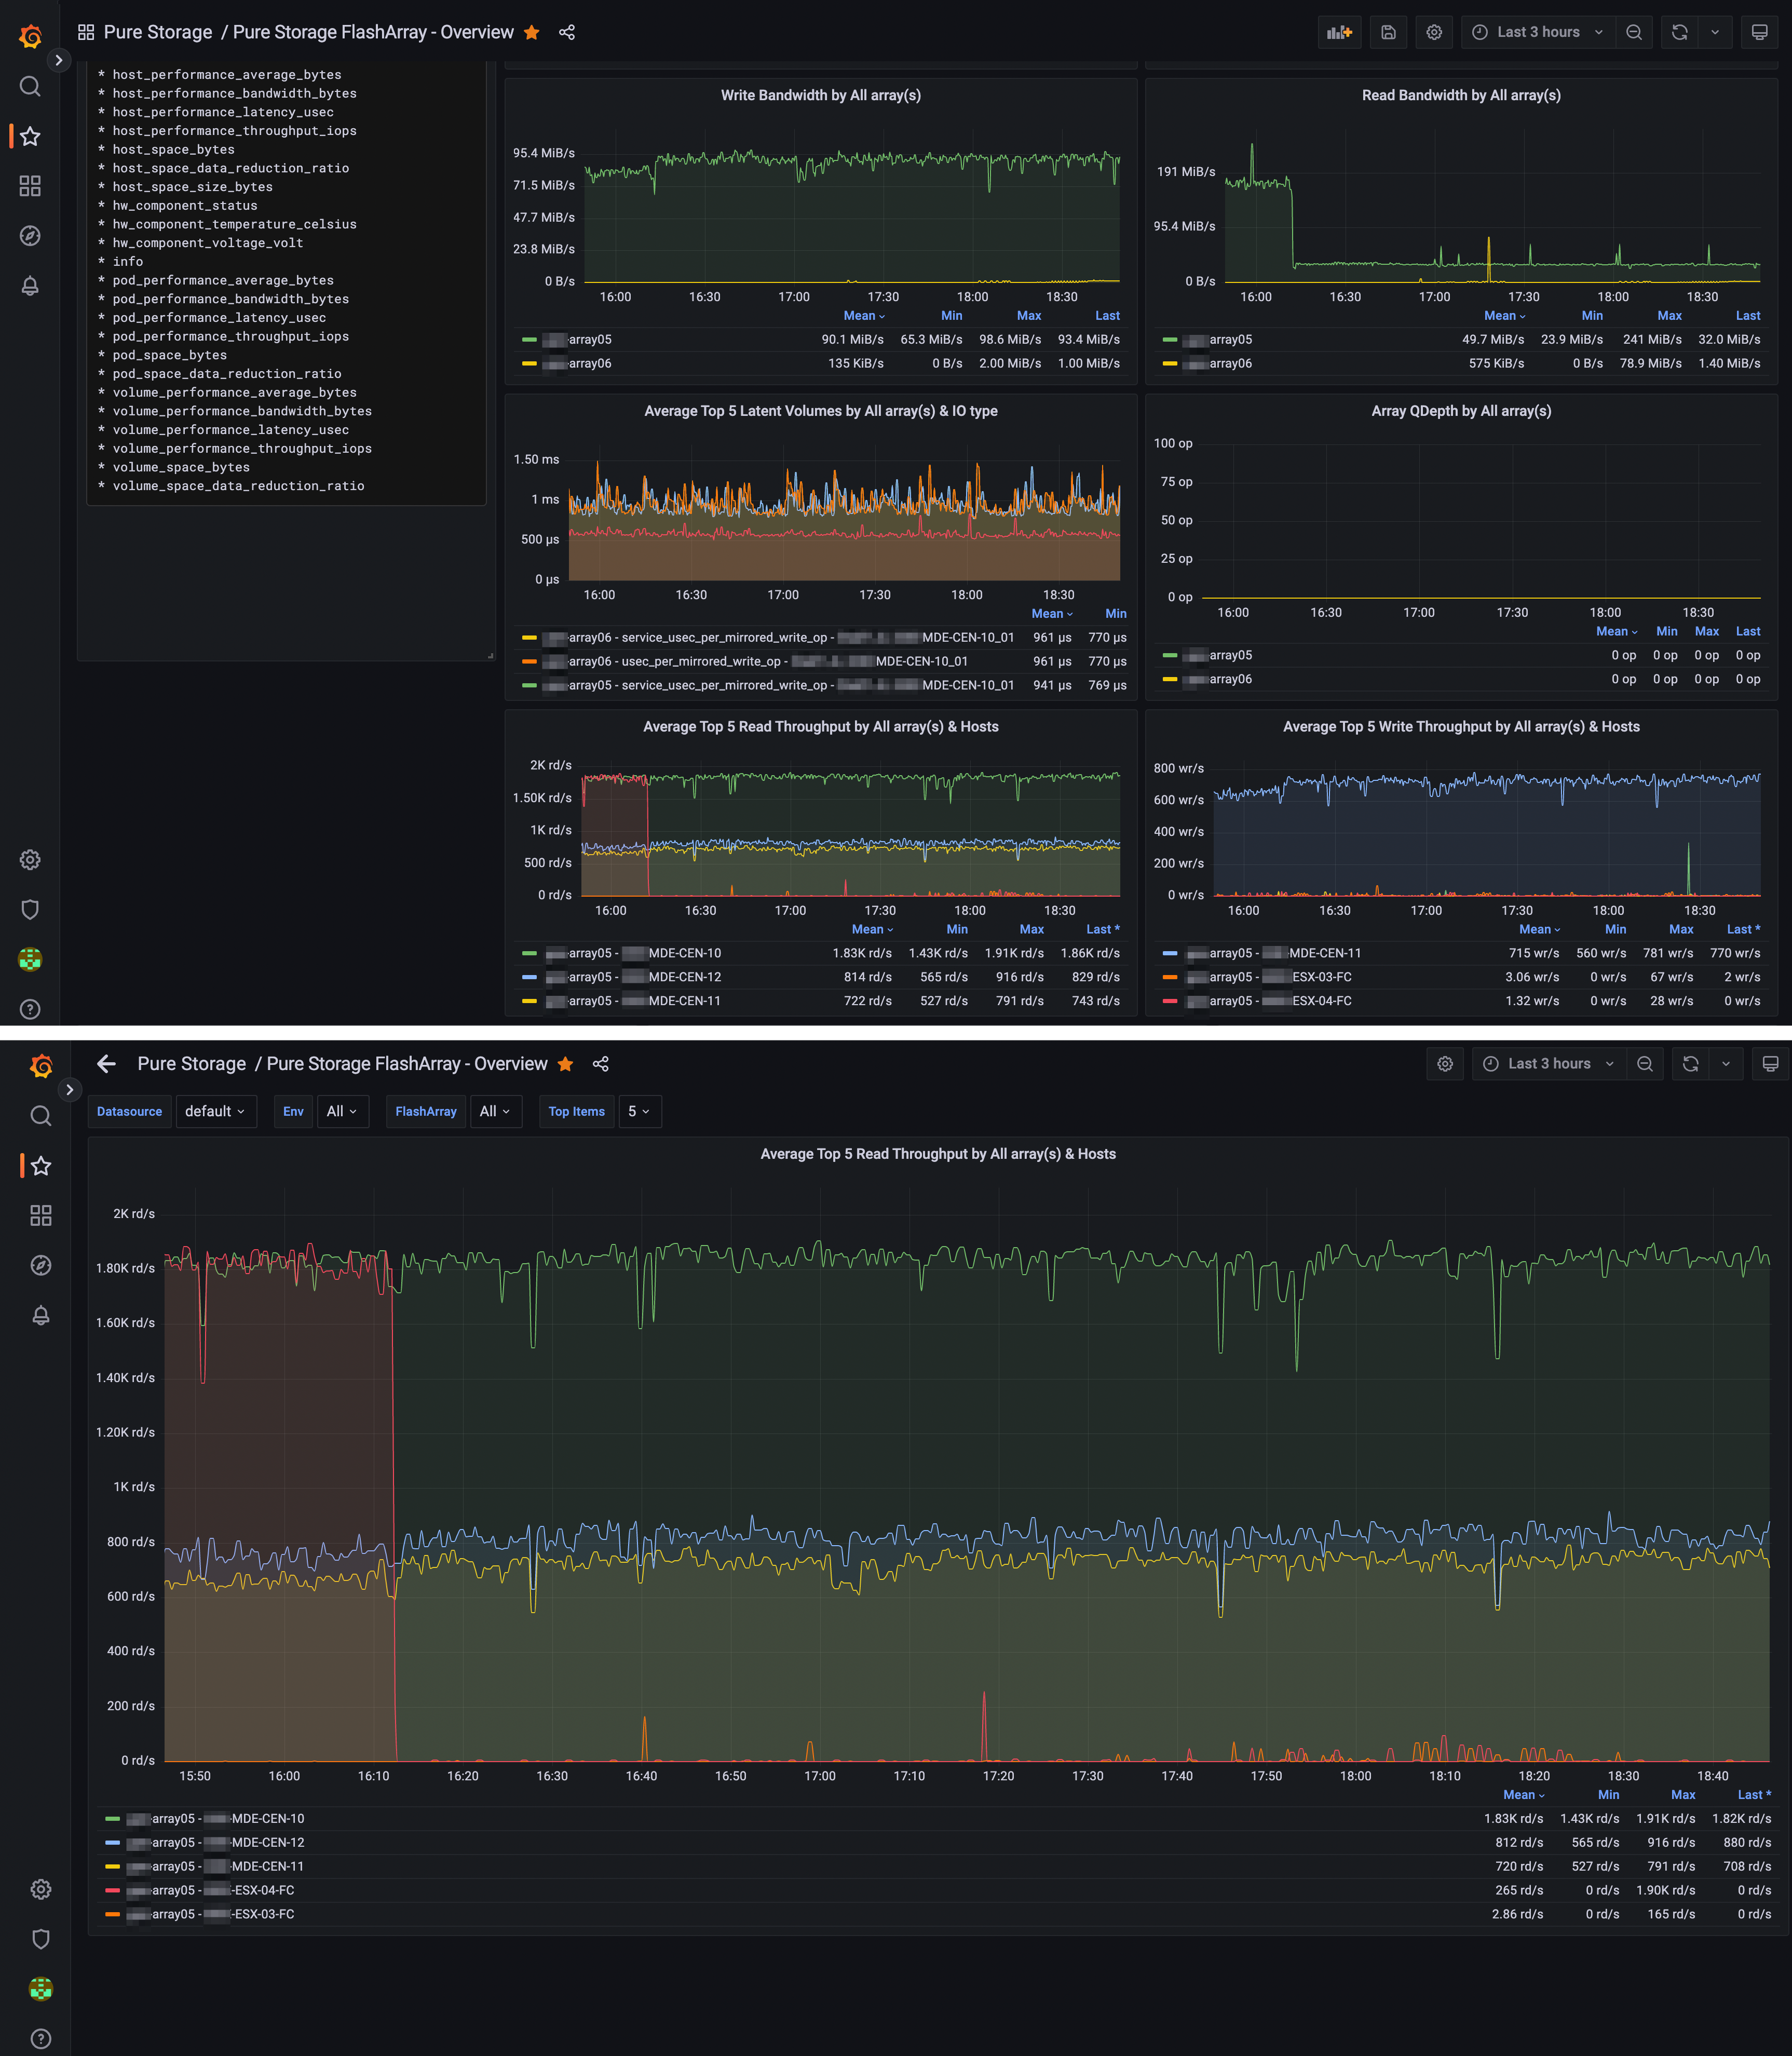 Pure Storage / Pure Storage FlashArray - Overview
Last 3 hours
* host_performance_average_bytes
* host_performance_bandwidth_bytes
* host_performance_latency_usec
* host_performance_throughput_iops
* host_space_bytes
* host_space_data_reduction_ratio
* host_space_size_bytes
* hw_component_status
* hw_component_temperature_celsius
* hw_component_voltage_volt
* info
* pod_performance_average_bytes
* pod_performance_bandwidth_bytes
* pod_performance_latency_usec
* pod_performance_throughput_iops
* pod_space_bytes
* pod_space_data_reduction_ratio
* volume_performance_average_bytes
* volume_performance_bandwidth_bytes
* volume_performance_latency_usec
* volume_performance_throughput_iops
* volume_space_bytes
* volume_space_data_reduction_ratio
Write Bandwidth by All array(s)
95.4 MiB/s
71.5 MiB/s
47.7 MiB/s
23.8 MiB/s
0 B/s
16:00 16:30 17:00 17:30 18:00 18:30
Mean Min Max Last
array05 90.1 MiB/s 65.3 MiB/s 98.6 MiB/s 93.4 MiB/s
array06 135 KiB/s 0 B/s 2.00 MiB/s 1.00 MiB/s
Read Bandwidth by All array(s)
191 MiB/s
95.4 MiB/s
0 B/s
16:00 16:30 17:00 17:30 18:00 18:30
Mean Min Max Last
array05 49.7 MiB/s 23.9 MiB/s 241 MiB/s 32.0 MiB/s
array06 575 KiB/s 0 B/s 78.9 MiB/s 1.40 MiB/s
Average Top 5 Latent Volumes by All array(s) & IO type
1.50 ms
1 ms
500 µs
0 µs
16:00 16:30 17:00 17:30 18:00 18:30
Mean Min
array06 - service_usec_per_mirrored_write_op - MDE-CEN-10_01 961 µs 770 µs
array06 - usec_per_mirrored_write_op - MDE-CEN-10_01 961 µs 770 µs
array05 - service_usec_per_mirrored_write_op - MDE-CEN-10_01 941 µs 769 µs
Array QDepth by All array(s)
100 op
75 op
50 op
25 op
0 op
16:00 16:30 17:00 17:30 18:00 18:30
Mean Min Max Last
array05 0 op 0 op 0 op 0 op
array06 0 op 0 op 0 op 0 op
Average Top 5 Read Throughput by All array(s) & Hosts
2K rd/s
1.50K rd/s
1K rd/s
500 rd/s
0 rd/s
16:00 16:30 17:00 17:30 18:00 18:30
Mean Min Max Last *
array05 - MDE-CEN-10 1.83K rd/s 1.43K rd/s 1.91K rd/s 1.86K rd/s
array05 - MDE-CEN-12 814 rd/s 565 rd/s 916 rd/s 829 rd/s
array05 - MDE-CEN-11 722 rd/s 527 rd/s 791 rd/s 743 rd/s
Average Top 5 Write Throughput by All array(s) & Hosts
800 wr/s
600 wr/s
400 wr/s
200 wr/s
0 wr/s
16:00 16:30 17:00 17:30 18:00 18:30
Mean Min Max Last *
array05 - MDE-CEN-11 715 wr/s 560 wr/s 781 wr/s 770 wr/s
array05 - ESX-03-FC 3.06 wr/s 0 wr/s 67 wr/s 2 wr/s
array05 - ESX-04-FC 1.32 wr/s 0 wr/s 28 wr/s 0 wr/s
Pure Storage / Pure Storage FlashArray - Overview
Last 3 hours
Datasource default Env All FlashArray All Top Items 5
Average Top 5 Read Throughput by All array(s) & Hosts
2K rd/s
1.80K rd/s
1.60K rd/s
1.40K rd/s
1.20K rd/s
1K rd/s
800 rd/s
600 rd/s
400 rd/s
200 rd/s
0 rd/s
15:50 16:00 16:10 16:20 16:30 16:40 16:50 17:00 17:10 17:20 17:30 17:40 17:50 18:00 18:10 18:20 18:30 18:40
Mean Min Max Last *
array05 - -MDE-CEN-10 1.83K rd/s 1.43K rd/s 1.91K rd/s 1.82K rd/s
array05 - -MDE-CEN-12 812 rd/s 565 rd/s 916 rd/s 880 rd/s
array05 - -MDE-CEN-11 720 rd/s 527 rd/s 791 rd/s 708 rd/s
array05 - -ESX-04-FC 265 rd/s 0 rd/s 1.90K rd/s 0 rd/s
array05 - -ESX-03-FC 2.86 rd/s 0 rd/s 165 rd/s 0 rd/s